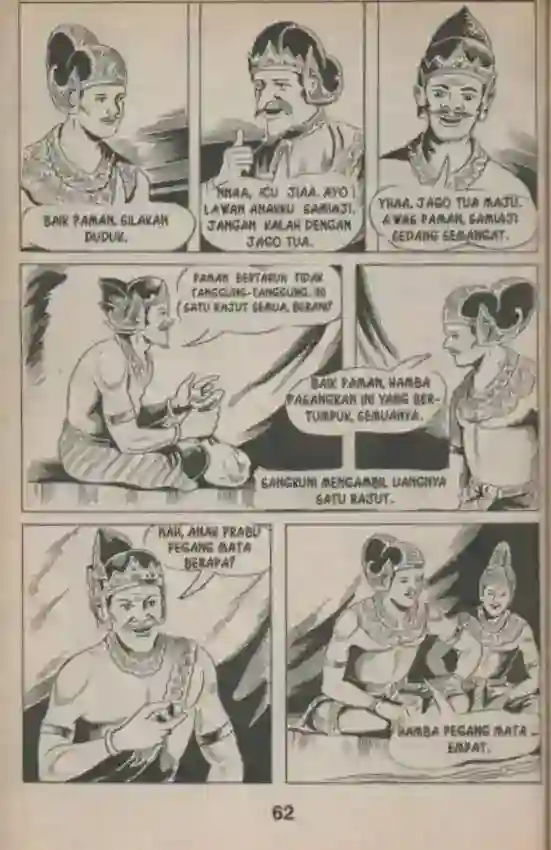 BAIK PAMAN, SILAKAN
DUDUK.
HHAA, ICU JIAA. AYO!
LAWAN ANAKKU SAMIAJI.
JANGAN KALAH DENGAN
JAGO TUA.
YHAA, JAGO TUA MAJU.
AWAS PAMAN, SAMIAJI
SEDANG SEMANGAT.
PAMAN BERTARUH TIDAK
TANGGUNG-TANGGUNG. INI
SATU RAJUT SEMUA, BERANI?
BAIK PAMAN, HAMBA
PASANGKAN INI YANG BER-
TUMPUK, SEMUANYA.
SANGKUNI MENGAMBIL UANGNYA
SATU RAJUT.
NAH, ANAK PRABU
PEGANG MATA
BERAPA?
HAMBA PEGANG MATA ..
EMPAT.
62